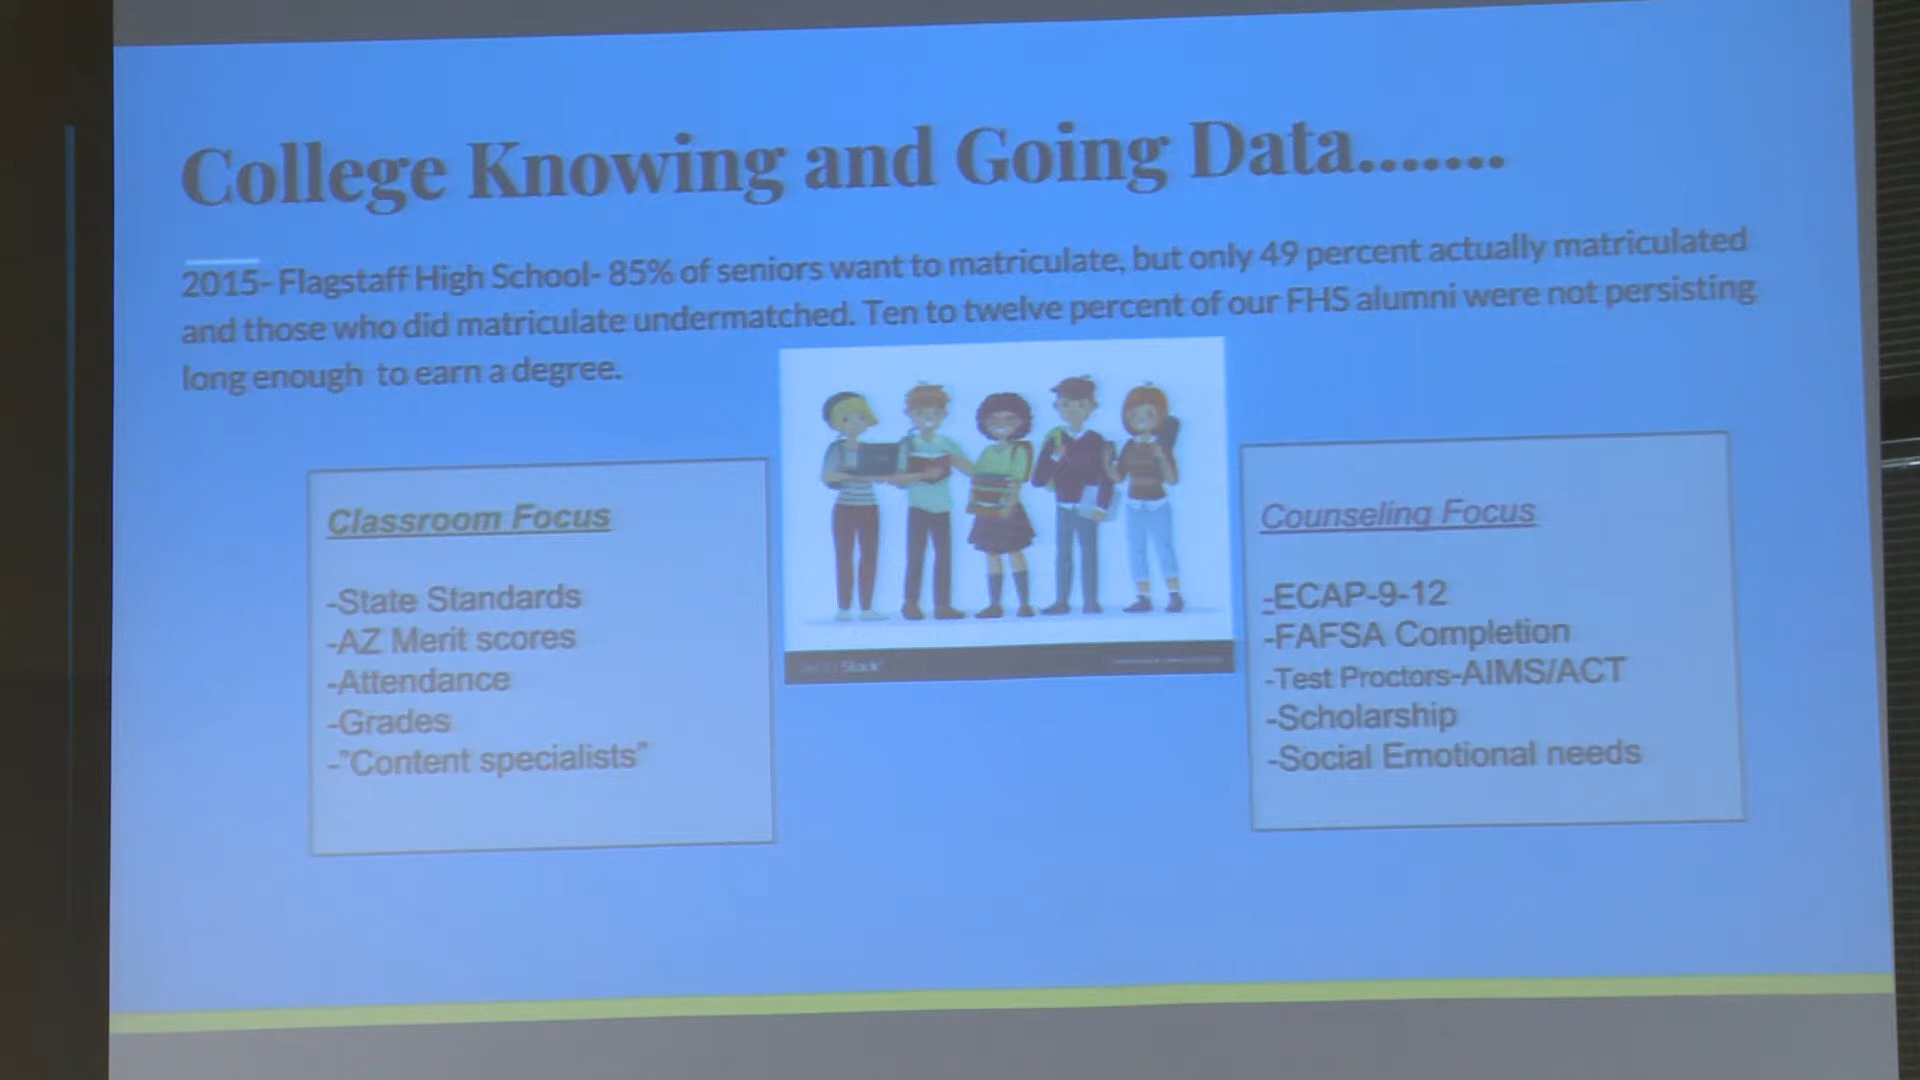 College Knowing and Going Data.......
2015- Flagstaff High School- 85% of seniors want to matriculate, but only 49 percent actually matriculated
and those who did matriculate undermatched. Ten to twelve percent of our FHS alumni were not persisting
long enough to earn a degree.
Classroom Focus
-State Standards
-AZ Merit scores
-Attendance
-Grades
-"Content specialists"
Counseling Focus
-ECAP-9-12
-FAFSA Completion
-Test Proctors-AIMS/ACT
-Scholarship
-Social Emotional needs